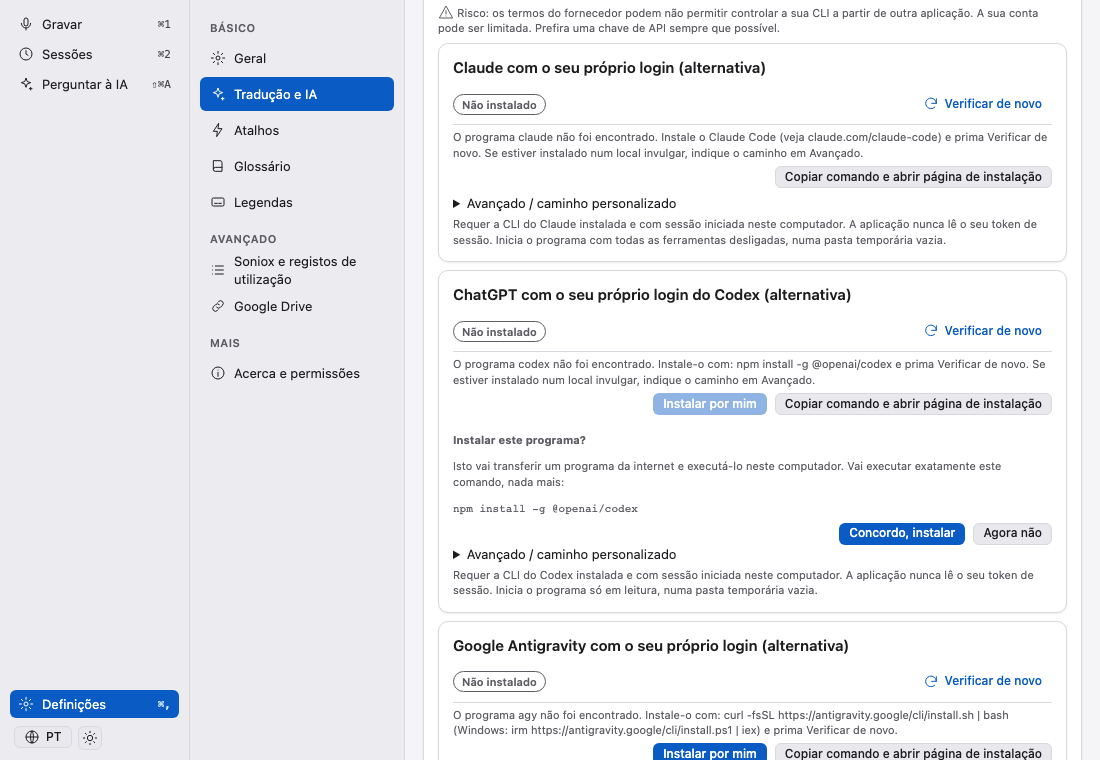 Gravar ⌘1
Sessões ⌘2
Perguntar à IA ⇧⌘A
Definições ⌘,
PT
BÁSICO
Geral
Tradução e IA
Atalhos
Glossário
Legendas
AVANÇADO
Soniox e registos de
utilização
Google Drive
MAIS
Acerca e permissões
⚠ Risco: os termos do fornecedor podem não permitir controlar a sua CLI a partir de outra aplicação. A sua conta
pode ser limitada. Prefira uma chave de API sempre que possível.
Claude com o seu próprio login (alternativa)
Não instalado
Verificar de novo
O programa claude não foi encontrado. Instale o Claude Code (veja claude.com/claude-code) e prima Verificar de
novo. Se estiver instalado num local invulgar, indique o caminho em Avançado.
Copiar comando e abrir página de instalação
▶ Avançado / caminho personalizado
Requer a CLI do Claude instalada e com sessão iniciada neste computador. A aplicação nunca lê o seu token de
sessão. Inicia o programa com todas as ferramentas desligadas, numa pasta temporária vazia.
ChatGPT com o seu próprio login do Codex (alternativa)
Não instalado
Verificar de novo
O programa codex não foi encontrado. Instale-o com: npm install -g @openai/codex e prima Verificar de novo. Se
estiver instalado num local invulgar, indique o caminho em Avançado.
Instalar por mim
Copiar comando e abrir página de instalação
Instalar este programa?
Isto vai transferir um programa da internet e executá-lo neste computador. Vai executar exatamente este
comando, nada mais:
npm install -g @openai/codex
Concordo, instalar
Agora não
▶ Avançado / caminho personalizado
Requer a CLI do Codex instalada e com sessão iniciada neste computador. A aplicação nunca lê o seu token de
sessão. Inicia o programa só em leitura, numa pasta temporária vazia.
Google Antigravity com o seu próprio login (alternativa)
Não instalado
Verificar de novo
O programa agy não foi encontrado. Instale-o com: curl -fsSL https://antigravity.google/cli/install.sh | bash
(Windows: irm https://antigravity.google/cli/install.ps1 | iex) e prima Verificar de novo.
Instalar por mim
Copiar comando e abrir página de instalação